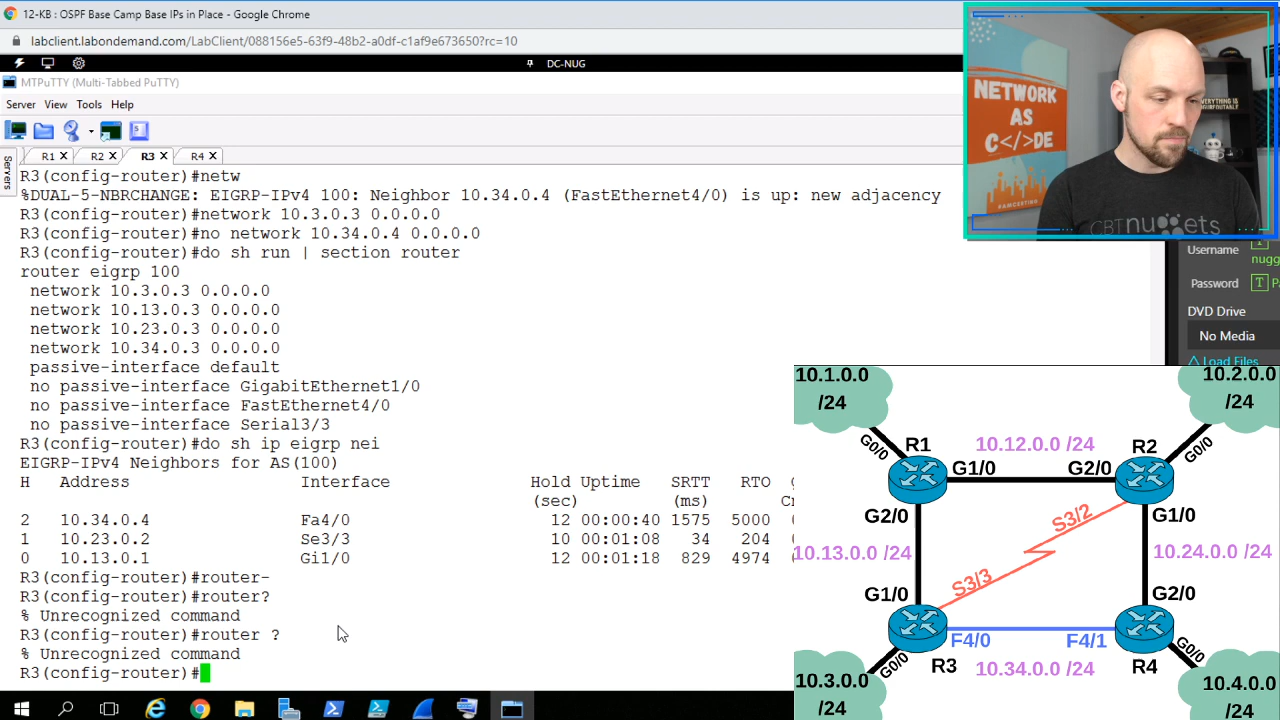 12-KB : OSPF Base Camp Base IPs in Place - Google Chrome
labclient.labondemand.com/LabClient/088156e5-63f9-48b2-a0df-c1af9e673650?rc=10
DC-NUG
MTPuTTY (Multi-Tabbed PuTTY)
Server View Tools Help
Servers
R1 R2 R3 R4
R3(config-router)#netw
%DUAL-5-NBRCHANGE: EIGRP-IPv4 100: Neighbor 10.34.0.4 (FastEthernet4/0) is up: new adjacency
R3(config-router)#network 10.3.0.3 0.0.0.0
R3(config-router)#no network 10.34.0.4 0.0.0.0
R3(config-router)#do sh run | section router
router eigrp 100
network 10.3.0.3 0.0.0.0
network 10.13.0.3 0.0.0.0
network 10.23.0.3 0.0.0.0
network 10.34.0.3 0.0.0.0
passive-interface default
no passive-interface GigabitEthernet1/0
no passive-interface FastEthernet4/0
no passive-interface Serial3/3
R3(config-router)#do sh ip eigrp nei
EIGRP-IPv4 Neighbors for AS(100)
H Address Interface Hold Uptime SRTT RTO
(sec) (ms)
2 10.34.0.4 Fa4/0 12 00:00:40 1575 5000
1 10.23.0.2 Se3/3 10 00:01:08 34 204
0 10.13.0.1 Gi1/0 12 00:01:18 829 4974
R3(config-router)#router-
R3(config-router)#router?
% Unrecognized command
R3(config-router)#router ?
% Unrecognized command
R3(config-router)#
NETWORK
AS
C</>DE
#AMCASTING
EVERYTHING IS
CBTnuggets
Username
nugg
Password
DVD Drive
No Media
Load Files
10.1.0.0
/24
10.2.0.0
/24
G0/0
R1
10.12.0.0 /24
R2
G0/0
G1/0
G2/0
G2/0
S3/2
G1/0
10.13.0.0 /24
10.24.0.0 /24
S3/3
G1/0
G2/0
F4/0
F4/1
G0/0
R3
10.34.0.0 /24
R4
G0/0
10.3.0.0
/24
10.4.0.0
/24